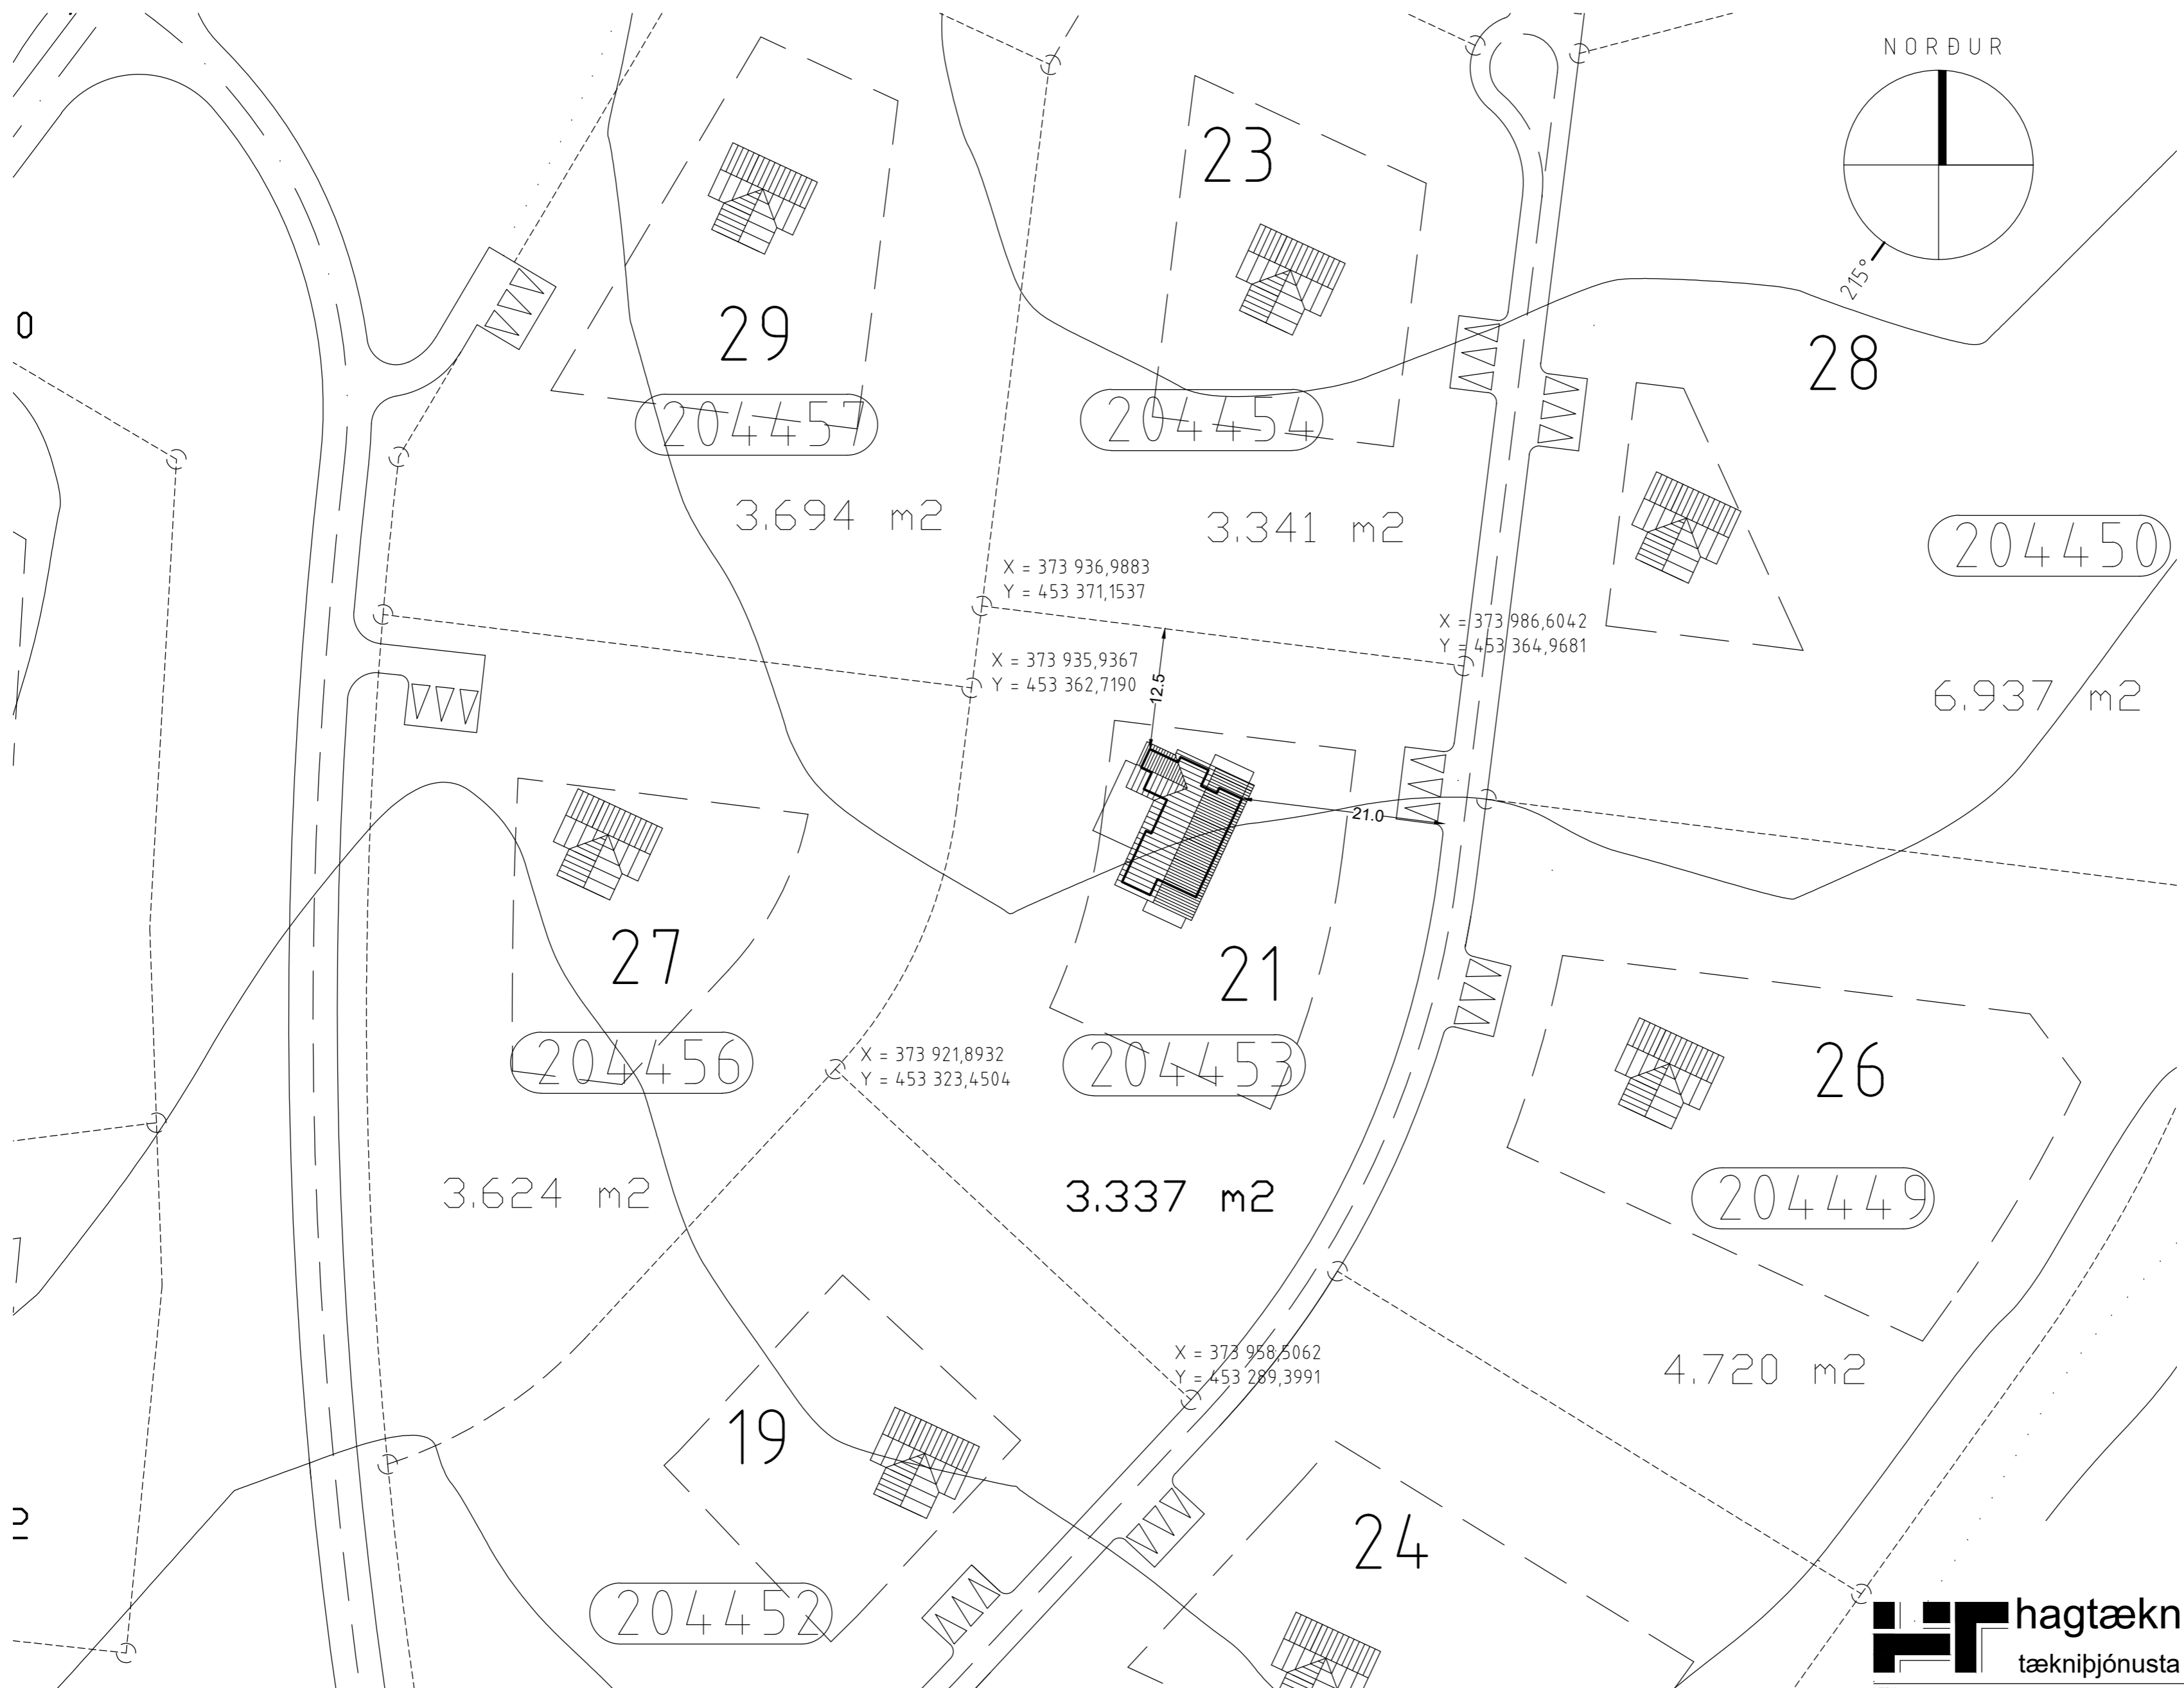 NORÐUR
215°
23
29
28
0
204457
204454
3.694 m2
3.341 m2
204450
X = 373 936,9883
Y = 453 371,1537
X = 373 986,6042
Y = 453 364,9681
X = 373 935,9367
Y = 453 362,7190
12.5
6.937 m2
21.0
27
21
204456
X = 373 921,8932
Y = 453 323,4504
204453
26
3.624 m2
3.337 m2
204449
X = 373 958,5062
Y = 453 289,3991
4.720 m2
19
24
204452
hagtækn
tækniþjónusta